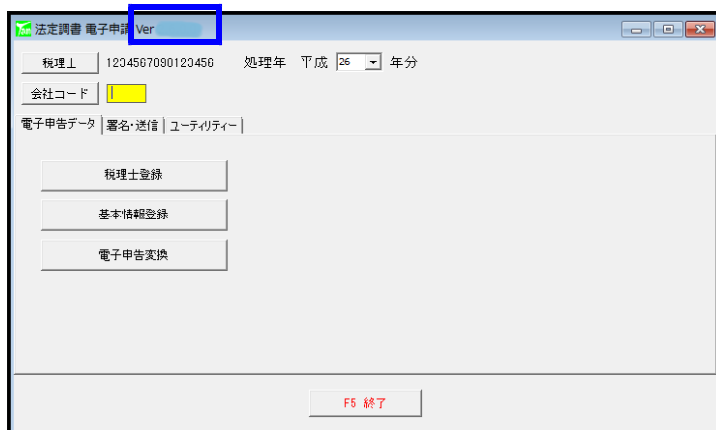 法定調書 電子申請 Ver
税理士 1234567090123456 処理年 平成 26 年分
会社コード
電子申告データ 署名・送信 ユーティリティー
税理士登録
基本情報登録
電子申告変換
F5 終了